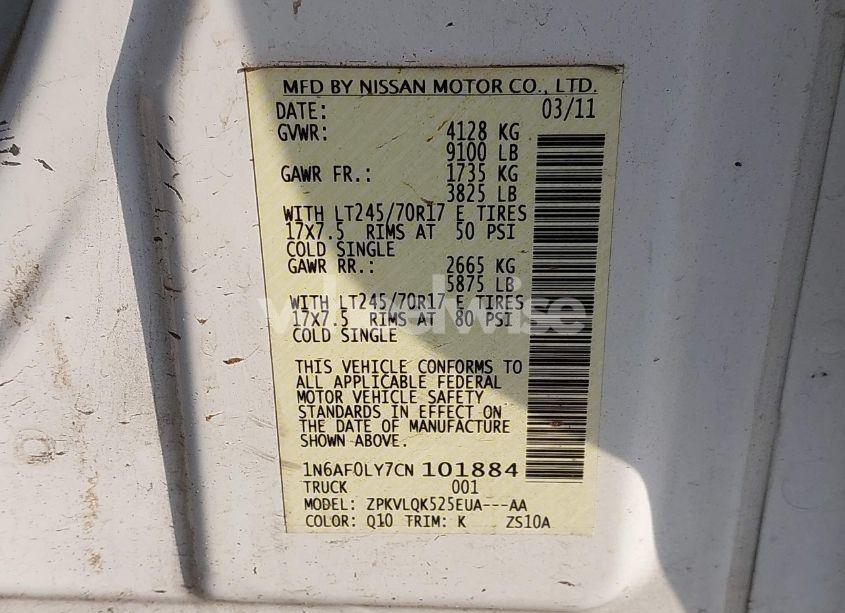 MFD BY NISSAN MOTOR CO., LTD.
DATE: 03/11
GVWR: 4128 KG
9100 LB
GAWR FR.: 1735 KG
3825 LB
WITH LT245/70R17 E TIRES
17X7.5 RIMS AT 50 PSI
COLD SINGLE
GAWR RR.: 2665 KG
5875 LB
WITH LT245/70R17 E TIRES
17X7.5 RIMS AT 80 PSI
COLD SINGLE
wheelwise
THIS VEHICLE CONFORMS TO
ALL APPLICABLE FEDERAL
MOTOR VEHICLE SAFETY
STANDARDS IN EFFECT ON
THE DATE OF MANUFACTURE
SHOWN ABOVE.
1N6AF0LY7CN 101884
TRUCK 001
MODEL: ZPKVLQK525EUA---AA
COLOR: Q10 TRIM: K ZS10A